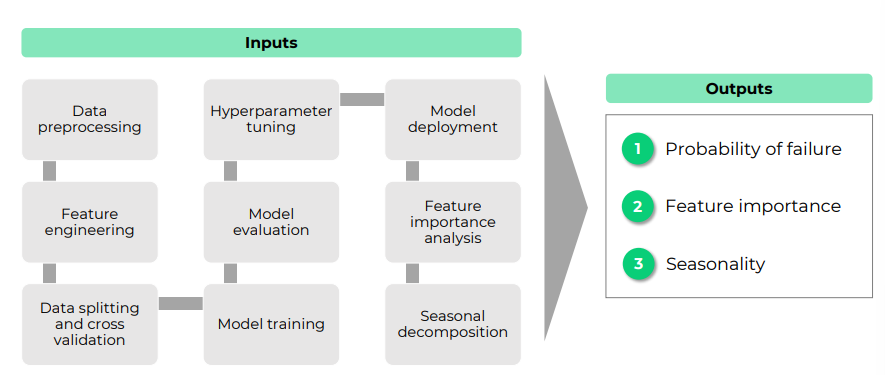 Inputs
Data
preprocessing
Feature
engineering
Data splitting
and cross
validation
Model training
Model
evaluation
Hyperparameter
tuning
Model
deployment
Feature
importance
analysis
Seasonal
decomposition
Outputs
1 Probability of failure
2 Feature importance
3 Seasonality